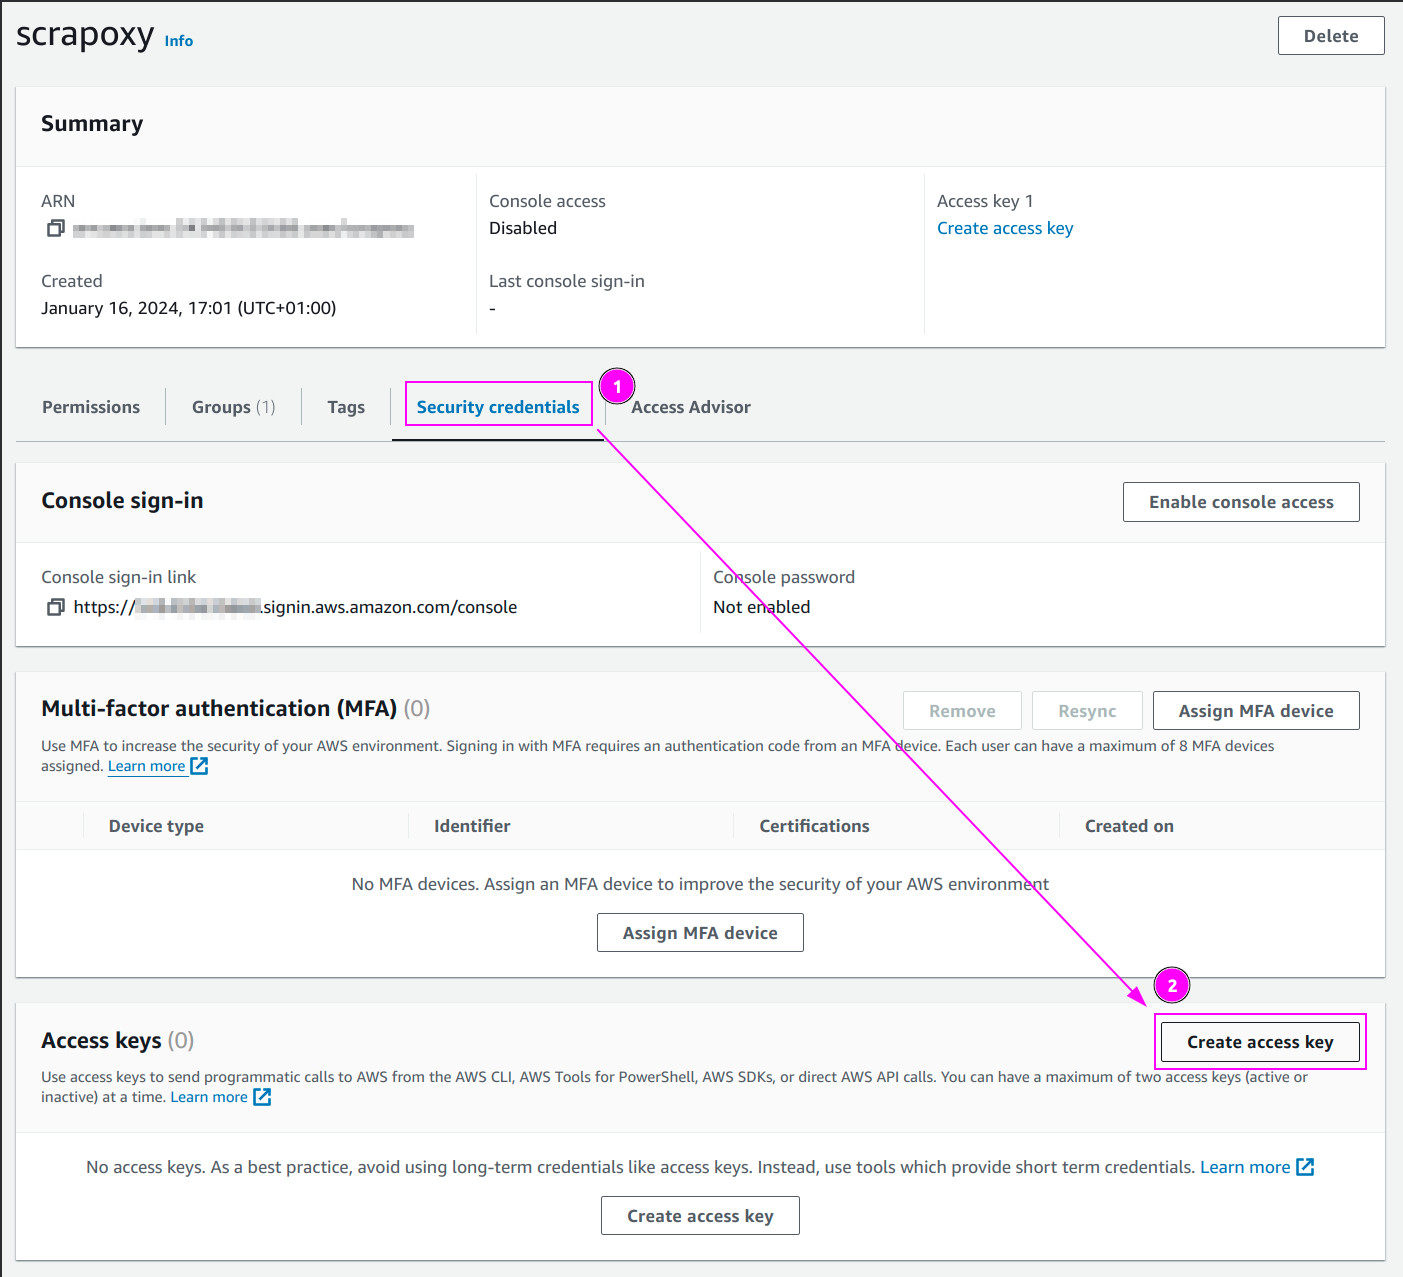 scrapoxy Info
Delete
Summary
ARN
Console access
Disabled
Access key 1
Create access key
Created
January 16, 2024, 17:01 (UTC+01:00)
Last console sign-in
-
Permissions
Groups (1)
Tags
Security credentials
1
Access Advisor
Console sign-in
Enable console access
Console sign-in link
https://
.signin.aws.amazon.com/console
Console password
Not enabled
Multi-factor authentication (MFA) (0)
Remove
Resync
Assign MFA device
Use MFA to increase the security of your AWS environment. Signing in with MFA requires an authentication code from an MFA device. Each user can have a maximum of 8 MFA devices
assigned. Learn more
Device type
Identifier
Certifications
Created on
No MFA devices. Assign an MFA device to improve the security of your AWS environment
Assign MFA device
2
Access keys (0)
Create access key
Use access keys to send programmatic calls to AWS from the AWS CLI, AWS Tools for PowerShell, AWS SDKs, or direct AWS API calls. You can have a maximum of two access keys (active or
inactive) at a time. Learn more
No access keys. As a best practice, avoid using long-term credentials like access keys. Instead, use tools which provide short term credentials. Learn more
Create access key